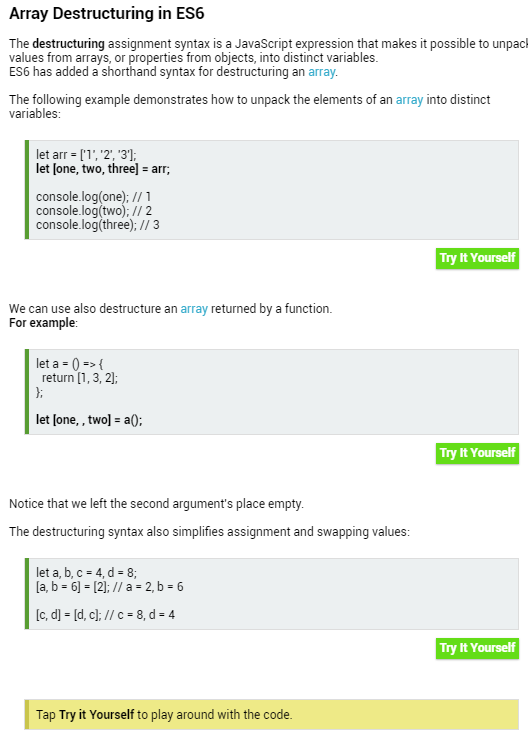 Array Destructuring in ES6
The destructuring assignment syntax is a JavaScript expression that makes it possible to unpack
values from arrays, or properties from objects, into distinct variables.
ES6 has added a shorthand syntax for destructuring an array.
The following example demonstrates how to unpack the elements of an array into distinct
variables:
let arr = ['1', '2', '3'];
let [one, two, three] = arr;
console.log(one); // 1
console.log(two); // 2
console.log(three); // 3
Try It Yourself
We can use also destructure an array returned by a function.
For example:
let a = () => {
return [1, 3, 2];
};
let [one, , two] = a();
Try It Yourself
Notice that we left the second argument's place empty.
The destructuring syntax also simplifies assignment and swapping values:
let a, b, c = 4, d = 8;
[a, b = 6] = [2]; // a = 2, b = 6
[c, d] = [d, c]; // c = 8, d = 4
Try It Yourself
Tap Try it Yourself to play around with the code.